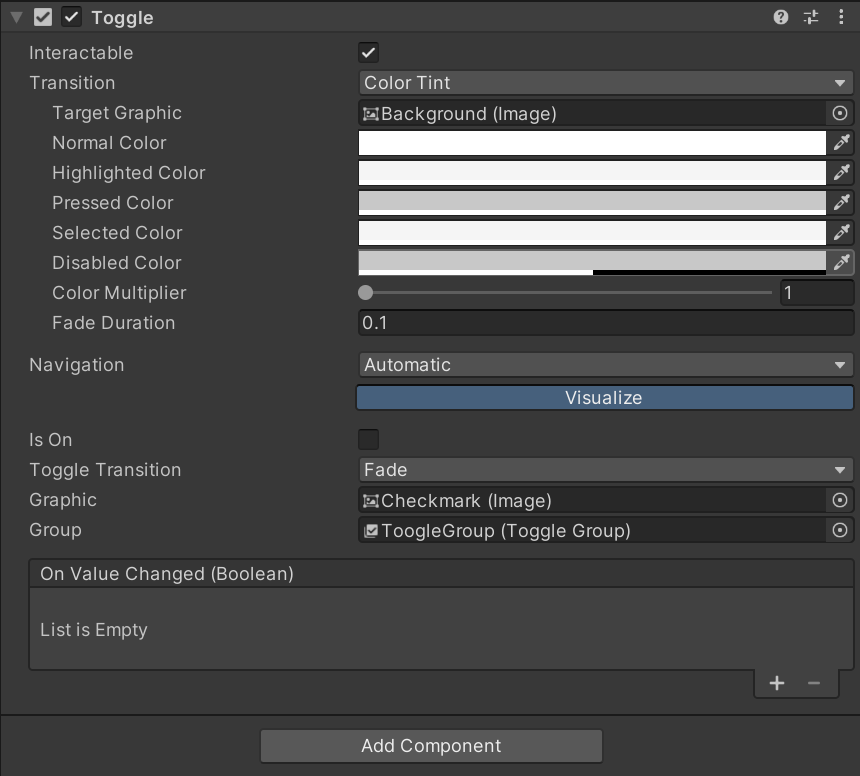 Toggle
Interactable
Transition Color Tint
Target Graphic Background (Image)
Normal Color
Highlighted Color
Pressed Color
Selected Color
Disabled Color
Color Multiplier 1
Fade Duration 0.1
Navigation Automatic
Visualize
Is On
Toggle Transition Fade
Graphic Checkmark (Image)
Group ToogleGroup (Toggle Group)
On Value Changed (Boolean)
List is Empty
Add Component